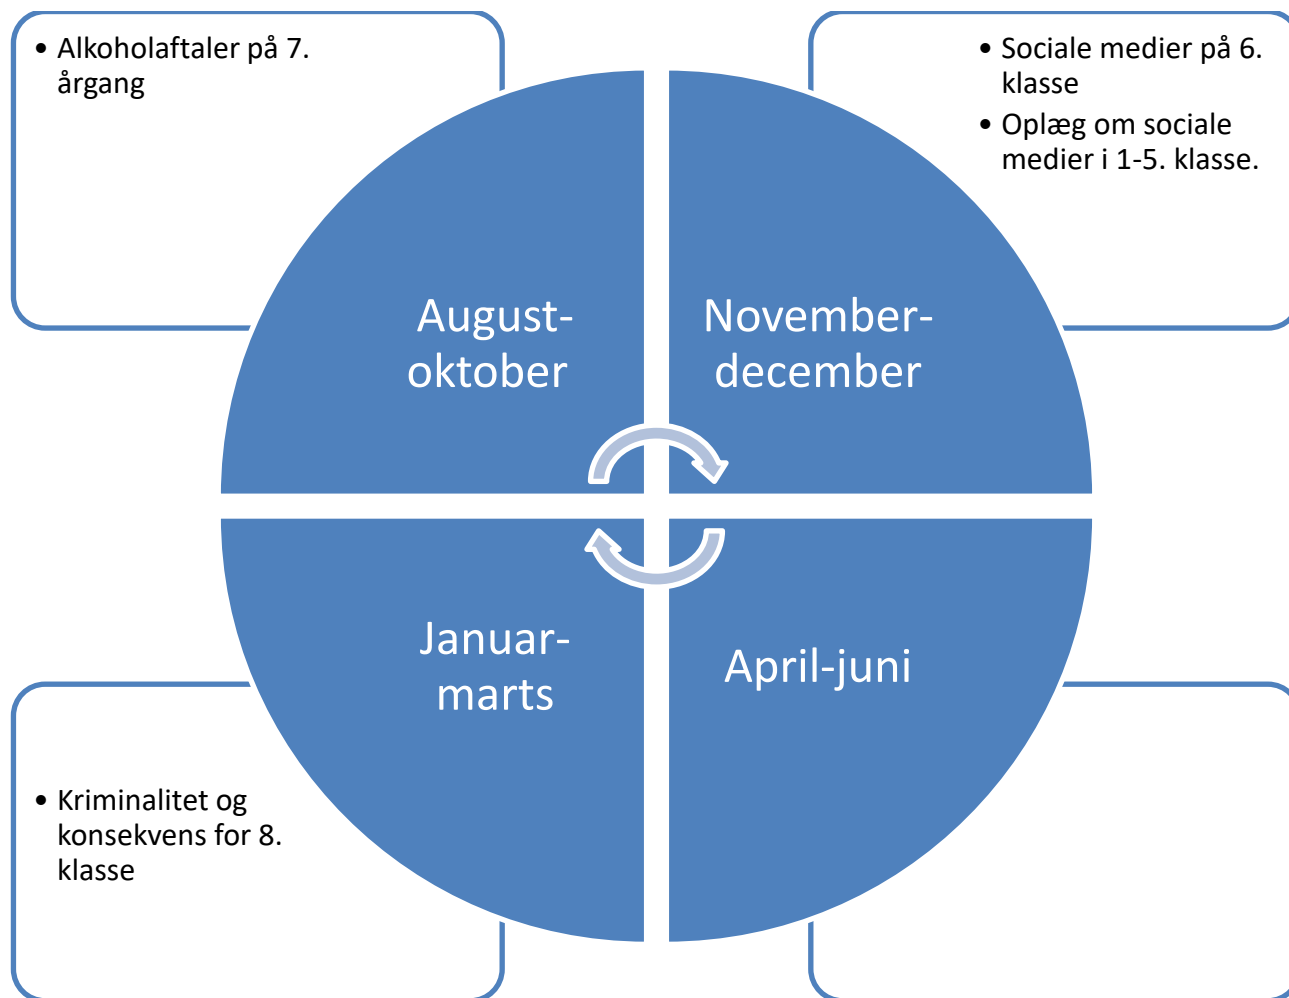 • Alkoholaftaler på 7.
årgang
• Sociale medier på 6.
klasse
• Oplæg om sociale
medier i 1-5. klasse.
August-
oktober
November-
december
Januar-
marts
April-juni
• Kriminalitet og
konsekvens for 8.
klasse